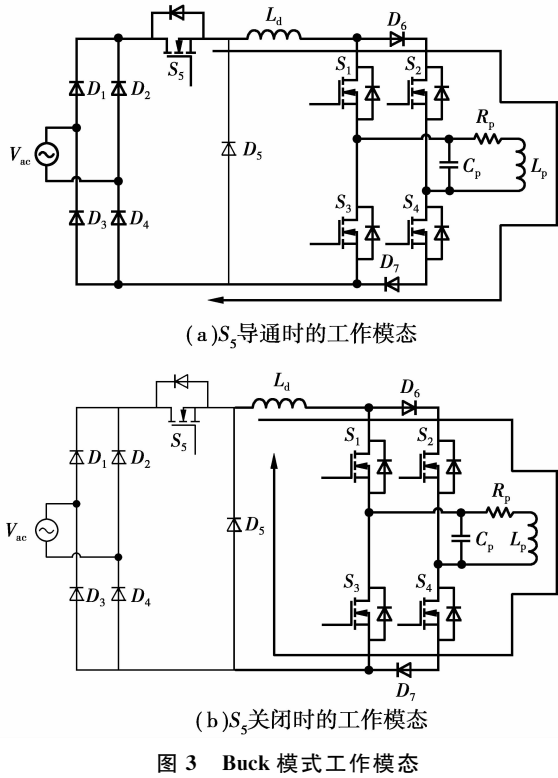 L_d D_6
S_5 S_1 S_2
D_1 D_2
R_p
V_ac D_5 C_p L_p
D_3 D_4 S_3 S_4
D_7
(a)S_5导通时的工作模态
L_d D_6
S_5 S_1 S_2
D_1 D_2
R_p
V_ac D_5 C_p L_p
D_3 D_4 S_3 S_4
D_7
(b)S_5关闭时的工作模态
图 3 Buck 模式工作模态